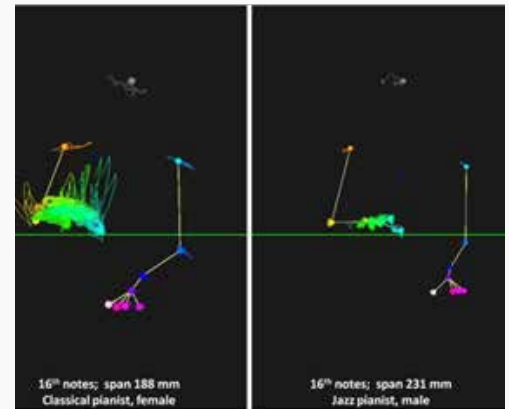 16th notes; span 188 mm
Classical pianist, female
16th notes; span 231 mm
Jazz pianist, male